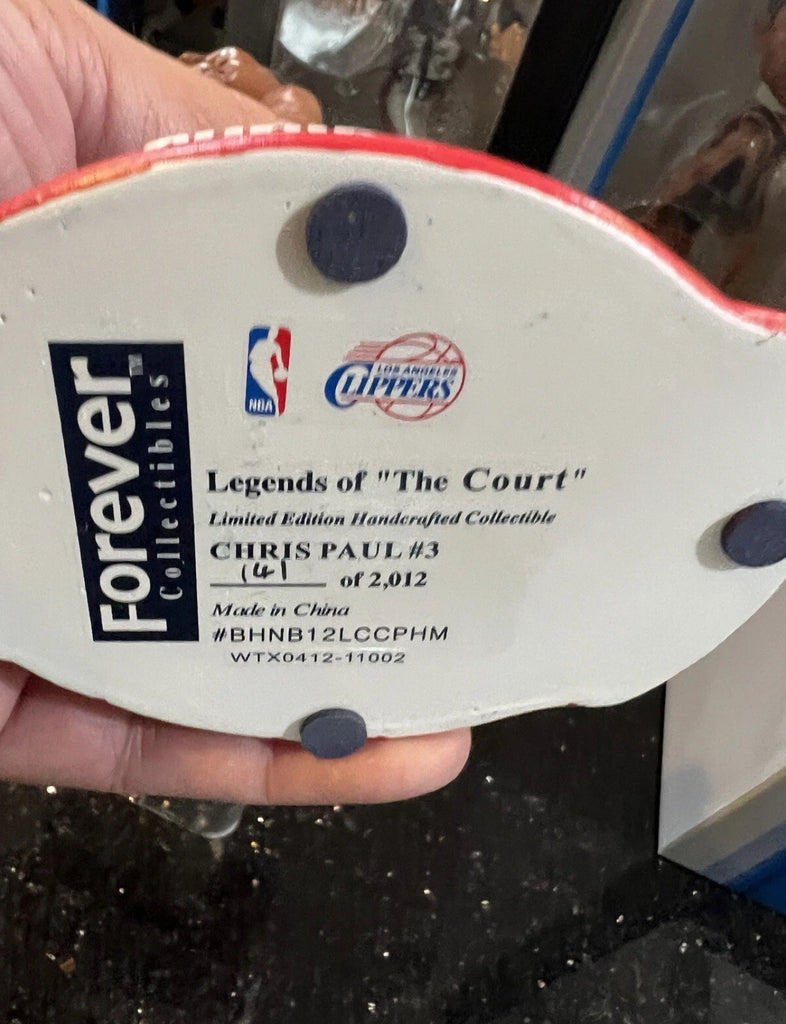 Forever
Collectibles
TM
NBA
LOS ANGELES
CLIPPERS
Legends of "The Court"
Limited Edition Handcrafted Collectible
CHRIS PAUL #3
141 of 2,012
Made in China
#BHNB12LCCPHM
WTX0412-11002